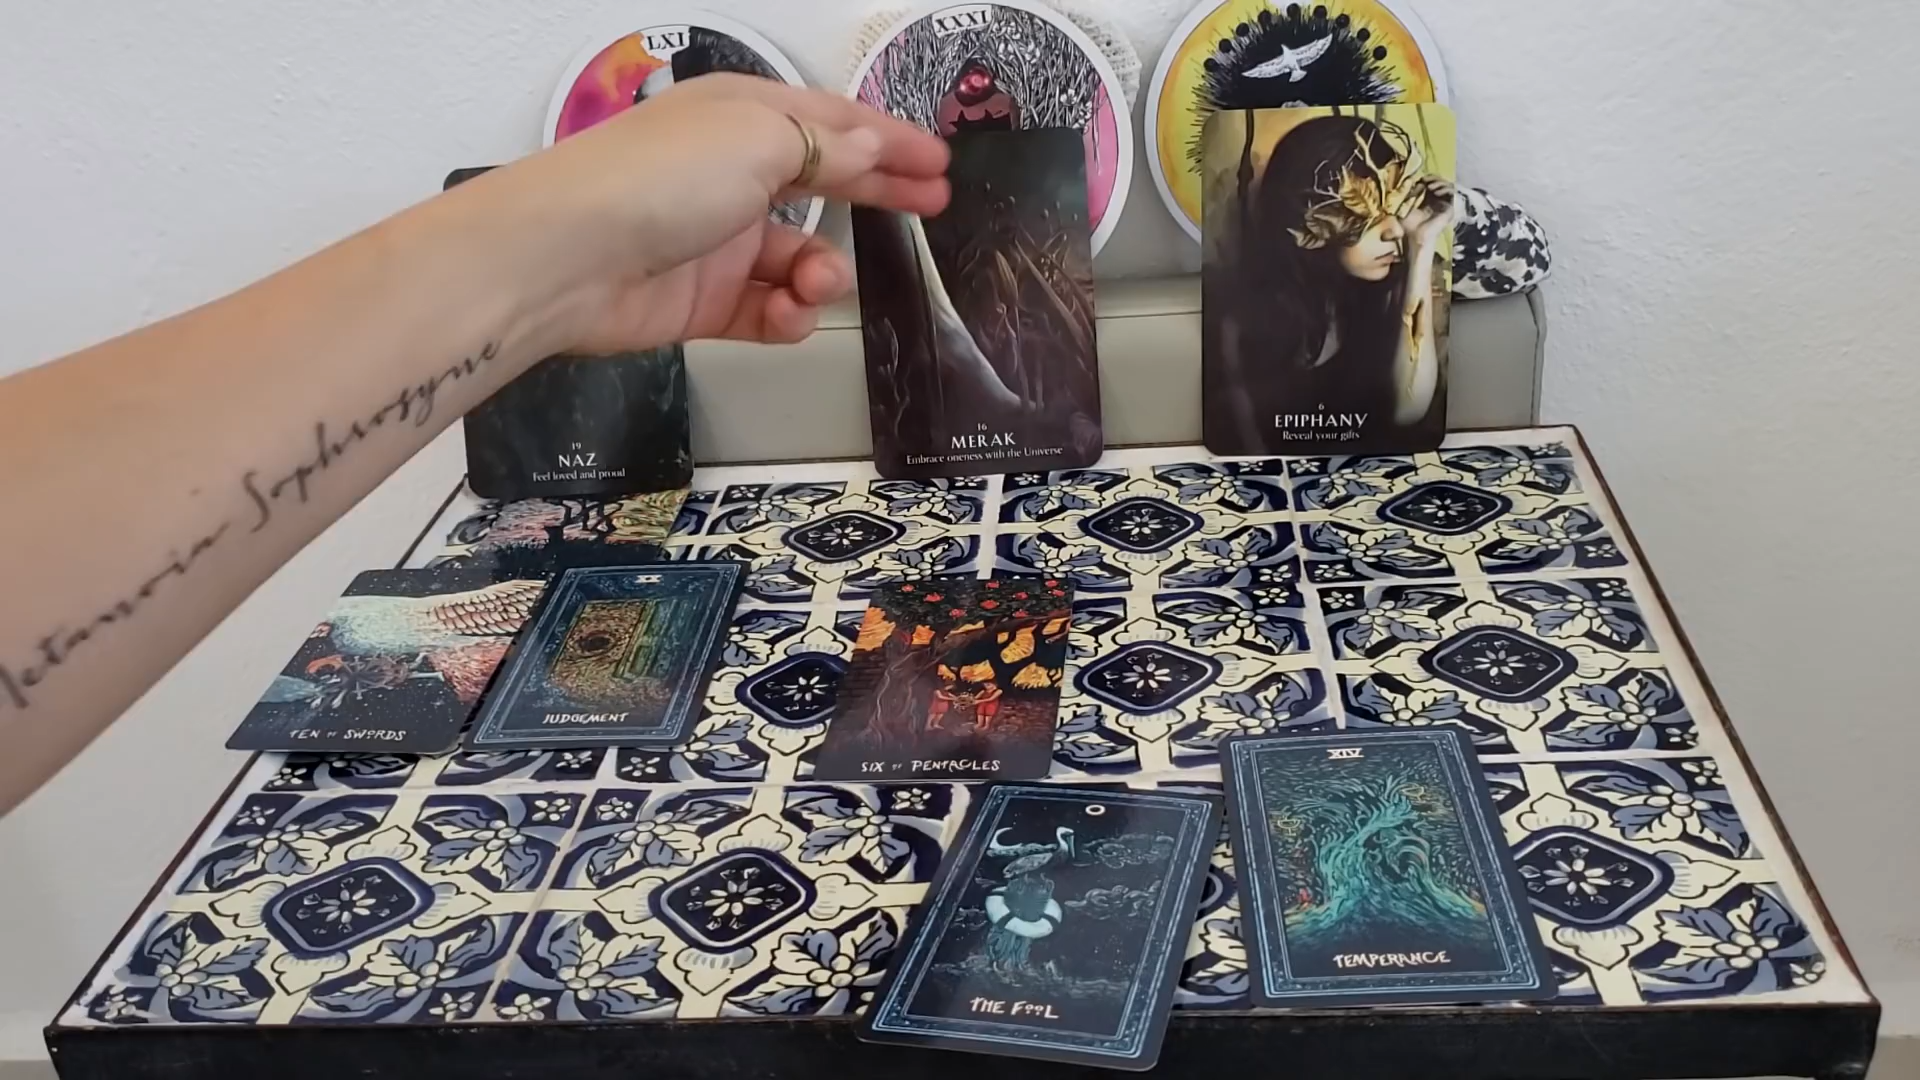 LXI
XXXI
19
NAZ
Feel loved and proud
16
MERAK
Embrace oneness with the Universe
6
EPIPHANY
Reveal your gifts
Metanoia Sophrosyne
TEN OF SWORDS
XX
JUDGEMENT
SIX OF PENTACLES
0
THE FOOL
XIV
TEMPERANCE